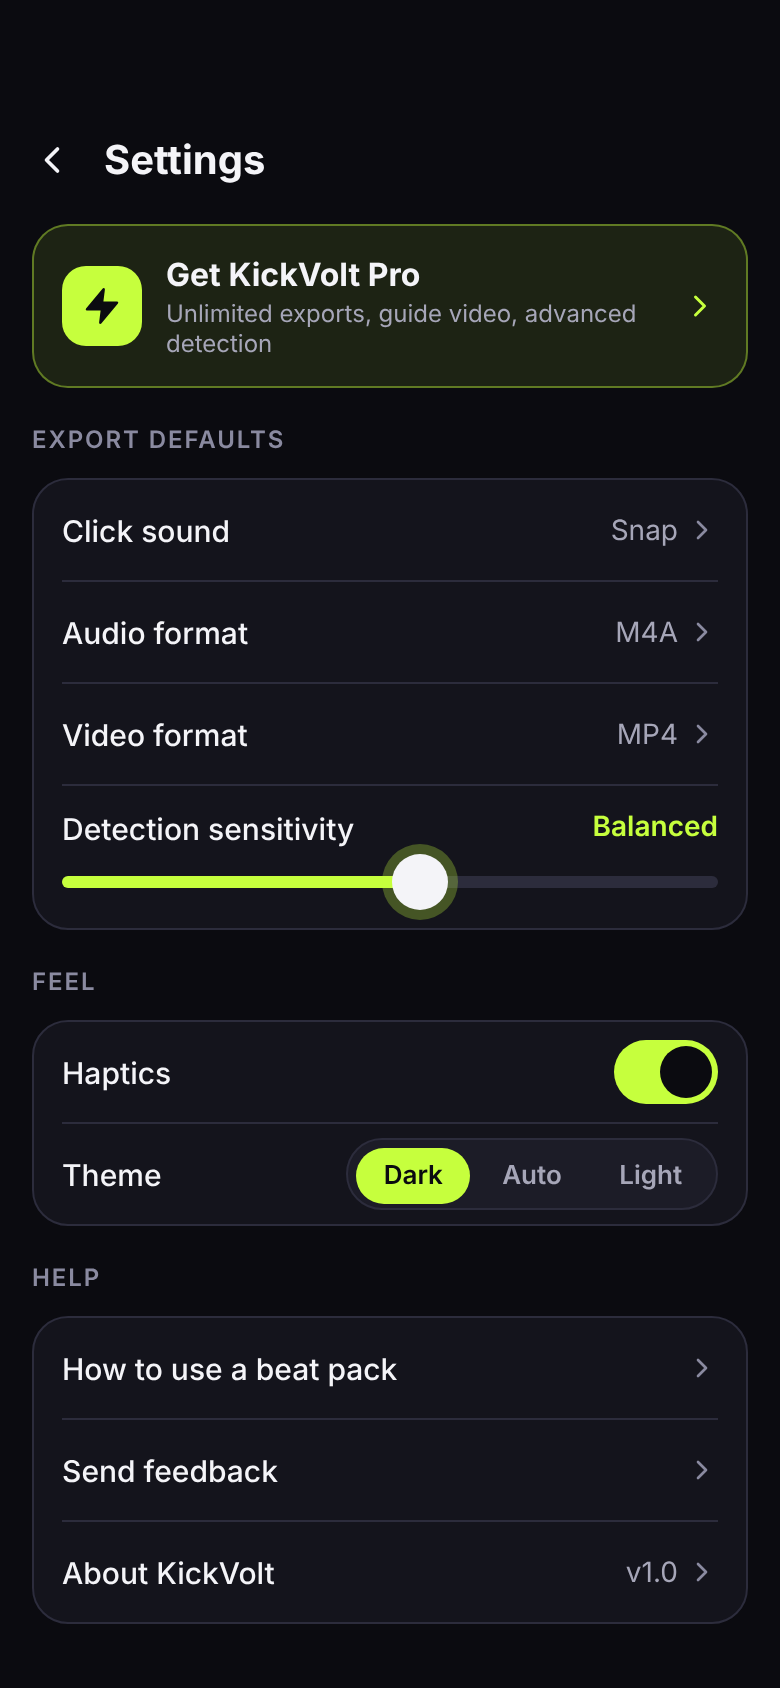 Settings
Get KickVolt Pro
Unlimited exports, guide video, advanced
detection
EXPORT DEFAULTS
Click sound Snap
Audio format M4A
Video format MP4
Detection sensitivity Balanced
FEEL
Haptics
Theme Dark Auto Light
HELP
How to use a beat pack
Send feedback
About KickVolt v1.0